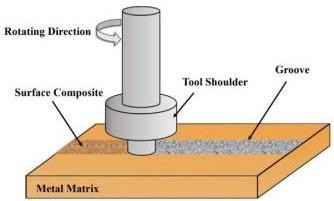 Rotating Direction
Tool Shoulder
Groove
Surface Composite
Metal Matrix